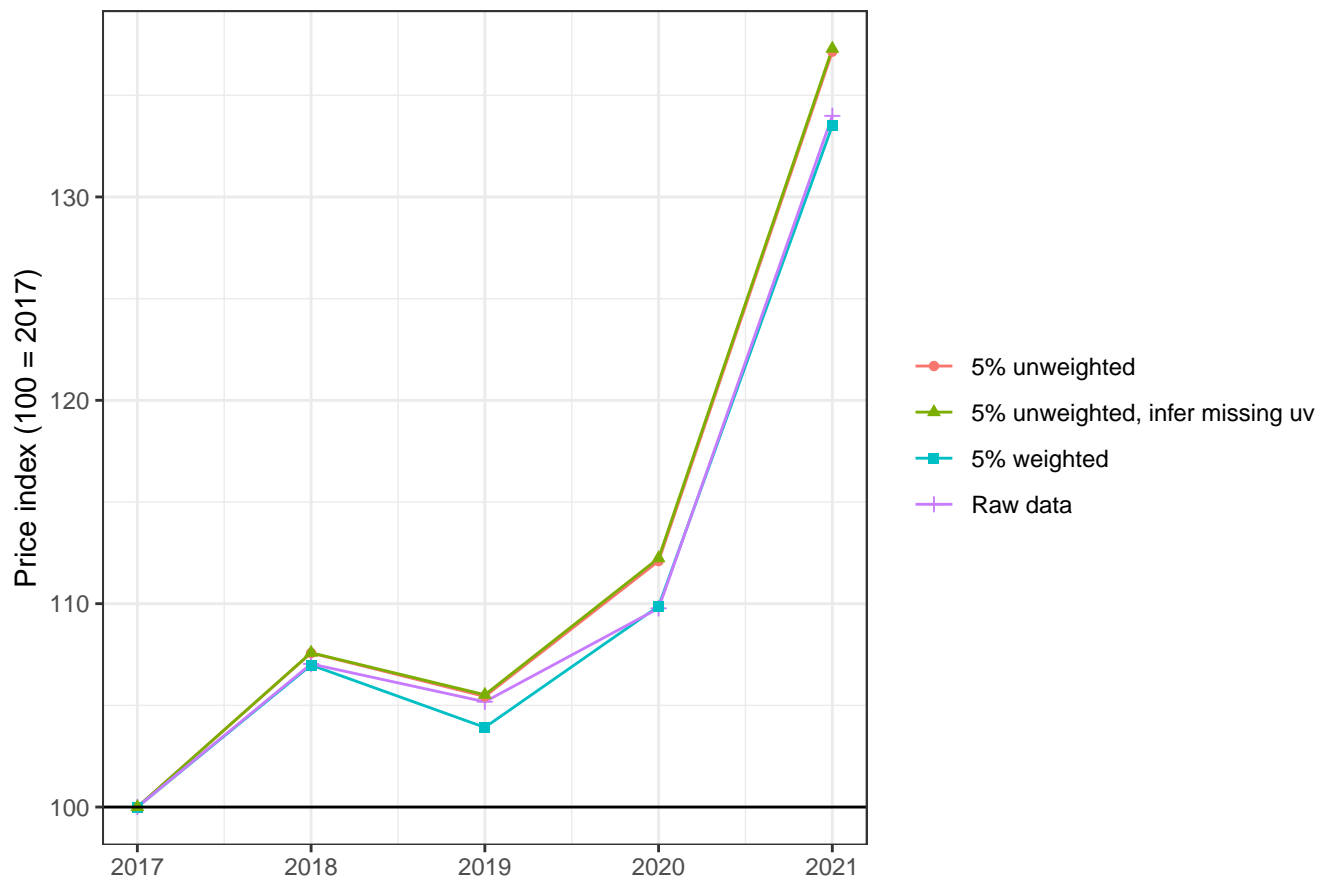 Price index (100 = 2017)
130
120
110
100
2017 2018 2019 2020 2021
5% unweighted
5% unweighted, infer missing uv
5% weighted
Raw data